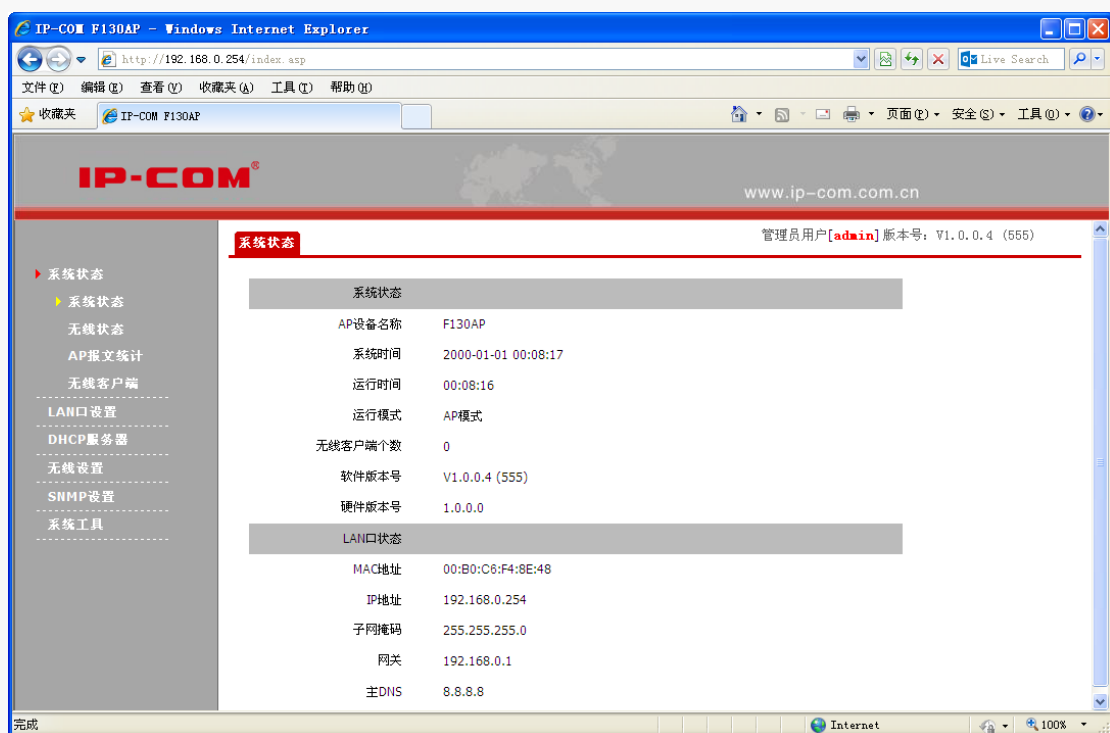 IP-COM F130AP - Windows Internet Explorer
http://192.168.0.254/index.asp
Live Search
文件(F) 编辑(E) 查看(V) 收藏夹(A) 工具(T) 帮助(H)
收藏夹 IP-COM F130AP 页面(P) 安全(S) 工具(O)
IP-COM®
www.ip-com.com.cn
系统状态
管理员用户[admin]版本号: V1.0.0.4 (555)
系统状态
系统状态
无线状态
AP报文统计
无线客户端
LAN口设置
DHCP服务器
无线设置
SNMP设置
系统工具
系统状态
AP设备名称 F130AP
系统时间 2000-01-01 00:08:17
运行时间 00:08:16
运行模式 AP模式
无线客户端个数 0
软件版本号 V1.0.0.4 (555)
硬件版本号 1.0.0.0
LAN口状态
MAC地址 00:B0:C6:F4:8E:48
IP地址 192.168.0.254
子网掩码 255.255.255.0
网关 192.168.0.1
主DNS 8.8.8.8
完成 Internet 100%